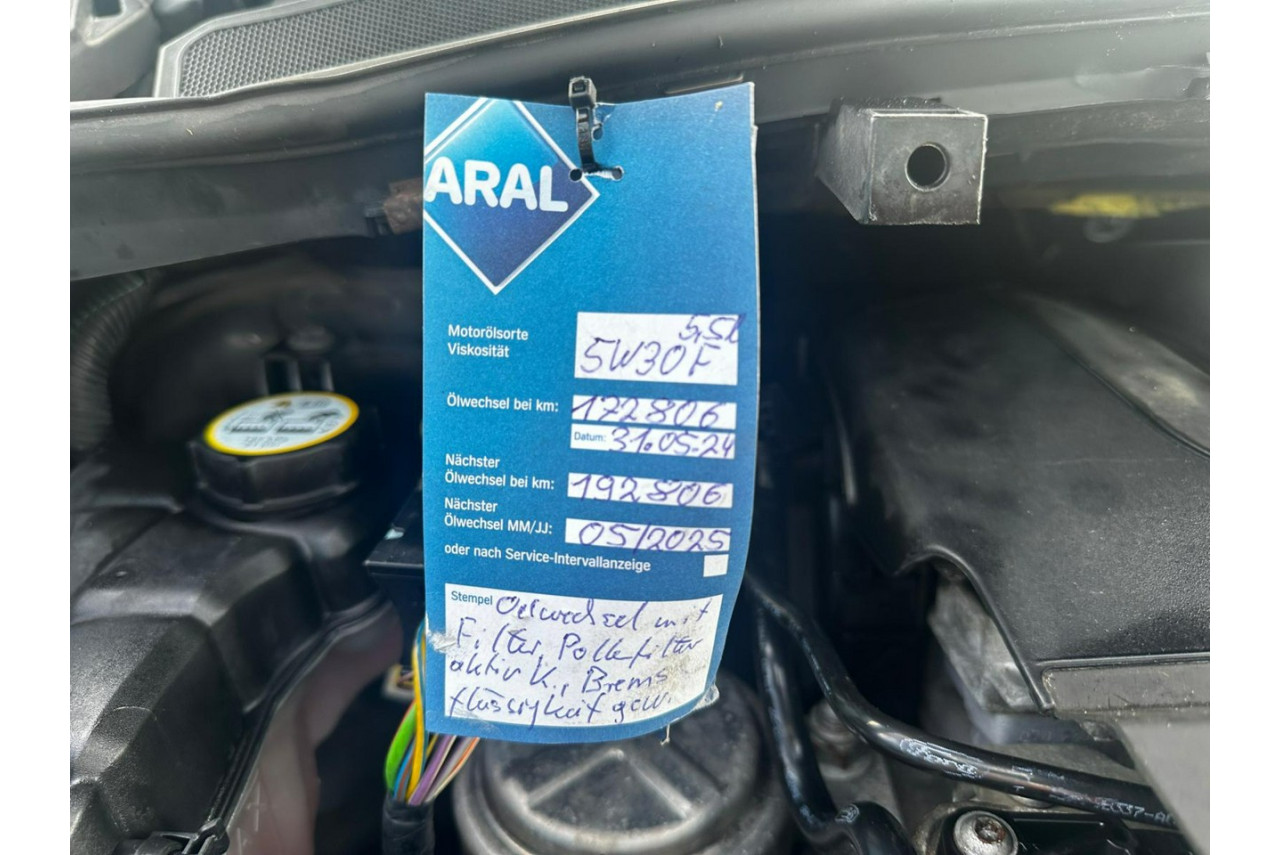 ARAL
Motorölsorte
Viskosität
5,5l
5W30F
Ölwechsel bei km: 172806
Datum: 31.05.24
Nächster
Ölwechsel bei km: 192806
Nächster
Ölwechsel MM/JJ: 05/2025
oder nach Service-Intervallanzeige
Stempel Oelwechsel mit
Filter, Pollenfilter
aktiv K., Brems
flüssigkeit gew.